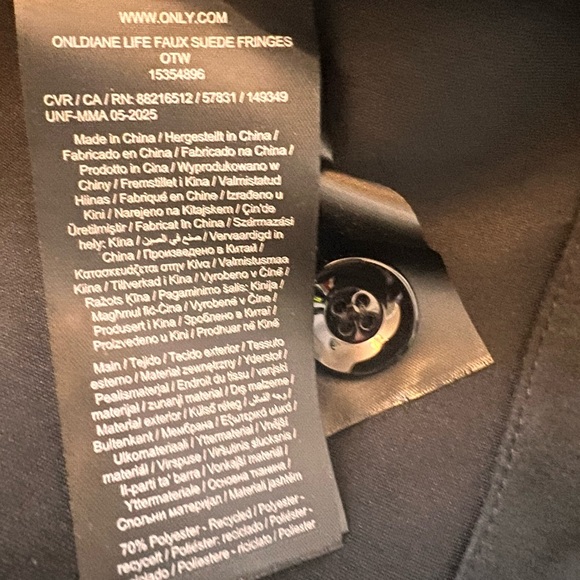 WWW.ONLY.COM
ONLDIANE LIFE FAUX SUEDE FRINGES
OTW
15354896
CVR / CA / RN: 88216512 / 57831 / 149349
UNF-MMA 05-2025
Made in China / Hergestellt in China /
Fabricado en China / Fabricado na China /
Prodotto in Cina / Wyprodukowano w
Chiny / Fremstillet i Kina / Valmistatud
Hiinas / Fabriqué en Chine / Izrađeno u
Kini / Narejeno na Kitajskem / Çin'de
Üretilmiştir / Fabricat în China / Származási
hely: Kína / صنع في الصين / Vervaardigd in
China / Произведено в Китай /
Κατασκευάζεται στην Κίνα / Valmistusmaa
Kiina / Tillverkad i Kina / Vyrobeno v Číně /
Ražots Ķīnā / Pagaminimo šalis: Kinija /
Magħmul fiċ-Ċina / Vyrobené v Číne /
Produsert i Kina / Зроблено в Китаї /
Proizvedeno u Kini / Prodhuar në Kinë
Main / Tejido / Tecido exterior / Tessuto
esterno / Materiał zewnętrzny / Yderstof /
Pealismaterjal / Endroit du tissu / vanjski
materijal / zunanji material / Dış malzeme /
Material exterior / Külső réteg /
Buitenkant / Мембрана / Εξωτερικό υλικό /
Ulkomateriaali / Yttermaterial / Vnější
materiál / Virspuse / Viršutinis sluoksnis /
Il-parti ta' barra / Vonkajší materiál /
Yttermateriale / Основна тканина /
Спољни материјал / Material jashtëm
70% Polyester - Recycled / Polyester -
recycelt / Poliéster: reciclado / Poliéster -
reciclado / Poliestere - riciclato / Poliester